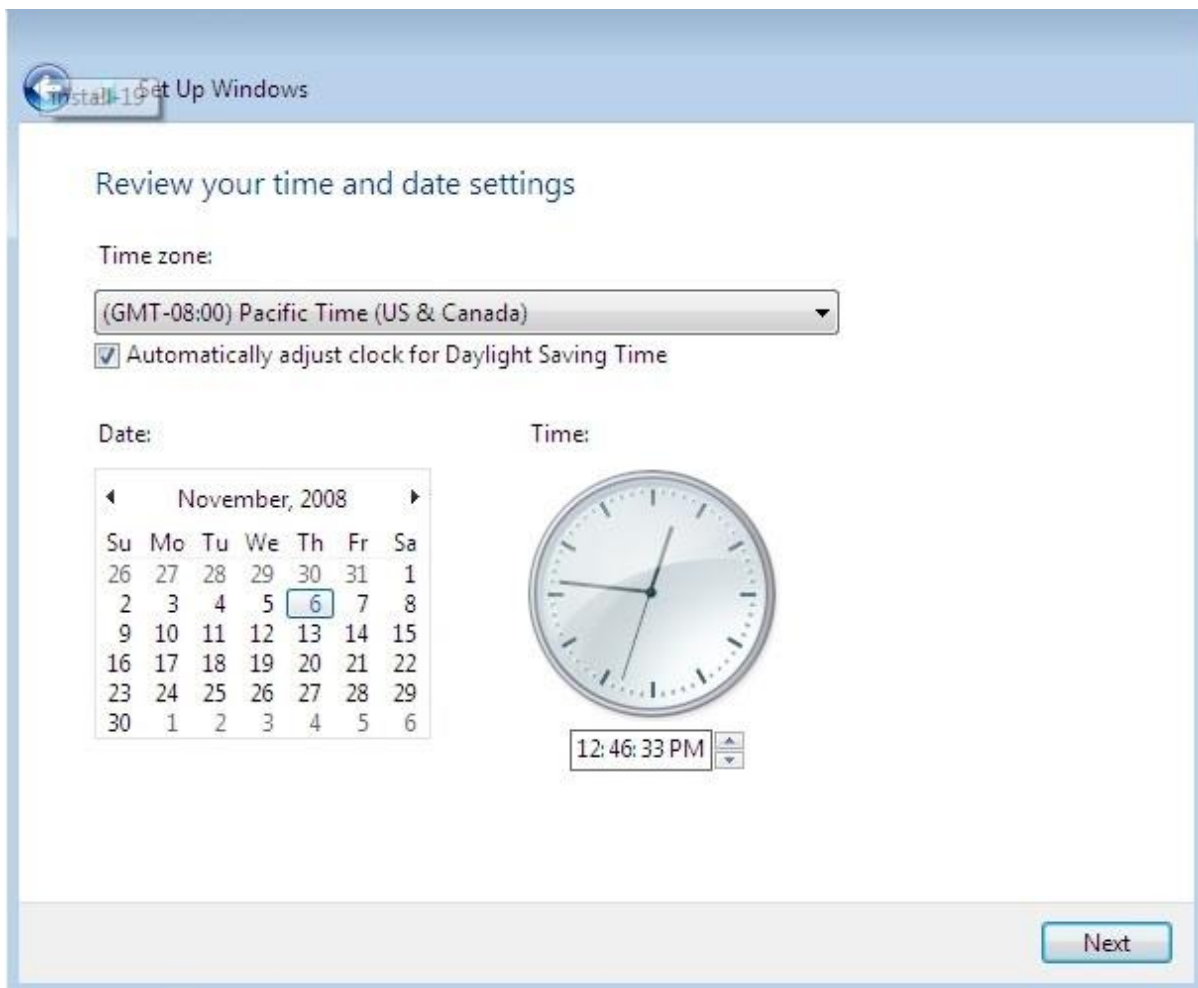 Install-19
Set Up Windows
Review your time and date settings
Time zone:
(GMT-08:00) Pacific Time (US & Canada)
Automatically adjust clock for Daylight Saving Time
Date: Time:
November, 2008
Su Mo Tu We Th Fr Sa
26 27 28 29 30 31 1
2 3 4 5 6 7 8
9 10 11 12 13 14 15
16 17 18 19 20 21 22
23 24 25 26 27 28 29
30 1 2 3 4 5 6
12:46:33 PM
Next